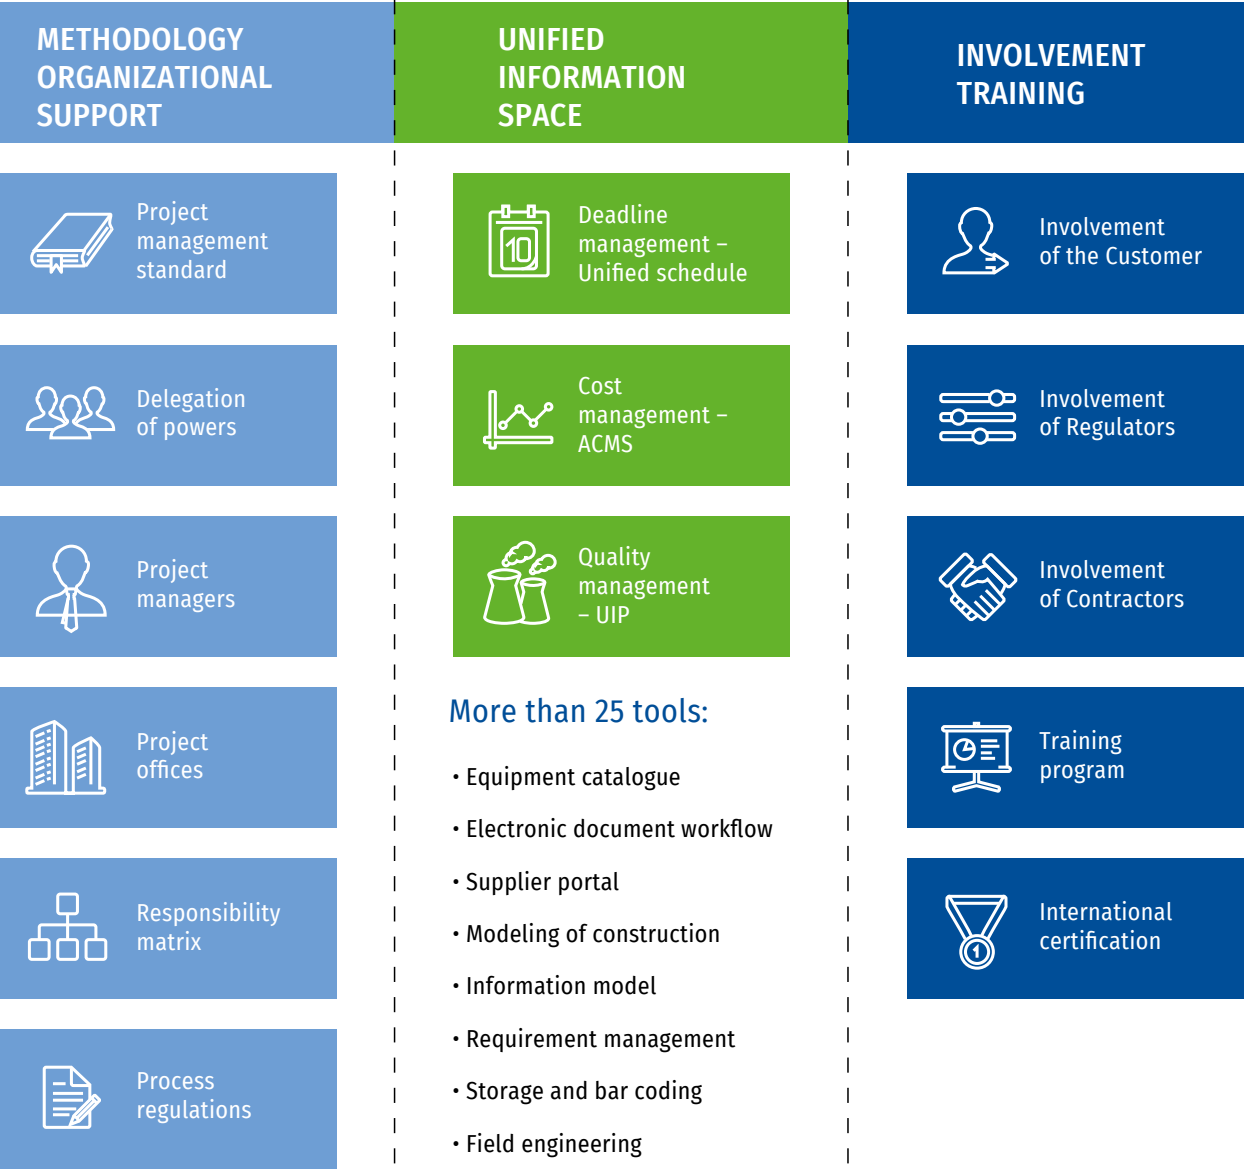 METHODOLOGY
ORGANIZATIONAL
SUPPORT
Project
management
standard
Delegation
of powers
Project
managers
Project
offices
Responsibility
matrix
Process
regulations
UNIFIED
INFORMATION
SPACE
10
Deadline
management –
Unified schedule
Cost
management –
ACMS
Quality
management
– UIP
More than 25 tools:
• Equipment catalogue
• Electronic document workflow
• Supplier portal
• Modeling of construction
• Information model
• Requirement management
• Storage and bar coding
• Field engineering
INVOLVEMENT
TRAINING
Involvement
of the Customer
Involvement
of Regulators
Involvement
of Contractors
Training
program
1
International
certification